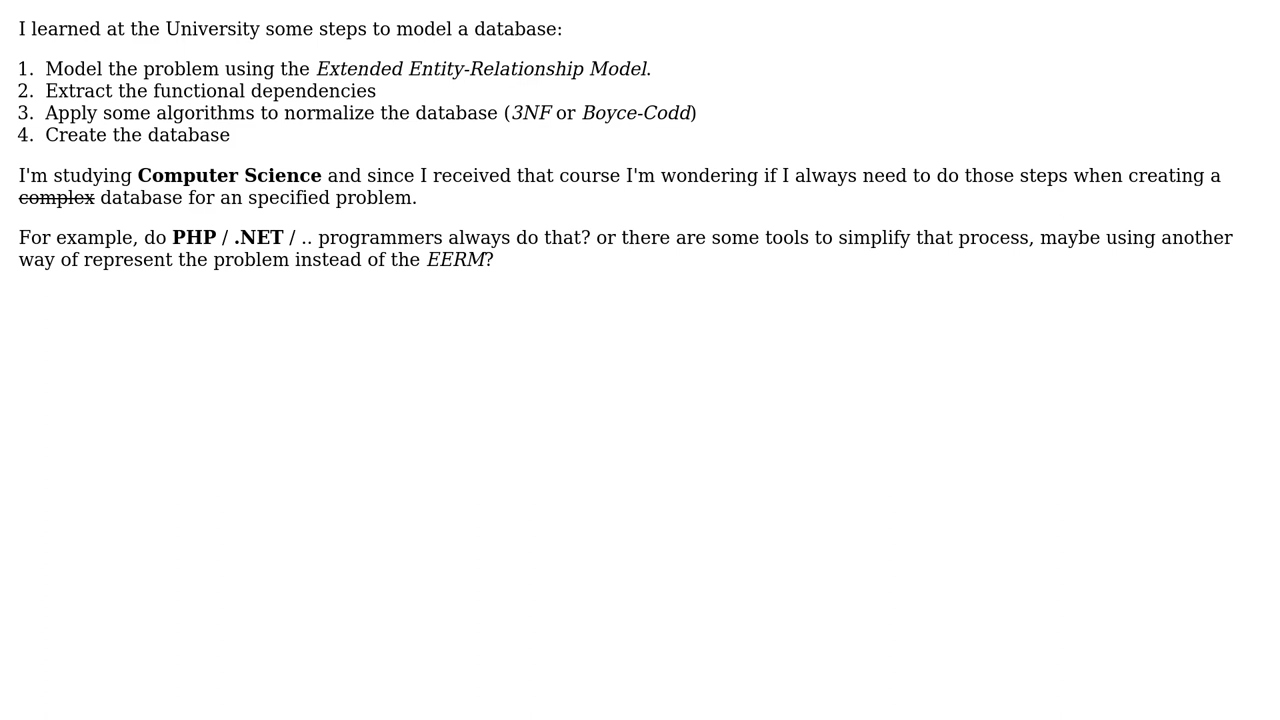 I learned at the University some steps to model a database:
1. Model the problem using the Extended Entity-Relationship Model.
2. Extract the functional dependencies
3. Apply some algorithms to normalize the database (3NF or Boyce-Codd)
4. Create the database
I'm studying Computer Science and since I received that course I'm wondering if I always need to do those steps when creating a
complex database for an specified problem.
For example, do PHP / .NET / .. programmers always do that? or there are some tools to simplify that process, maybe using another
way of represent the problem instead of the EERM?